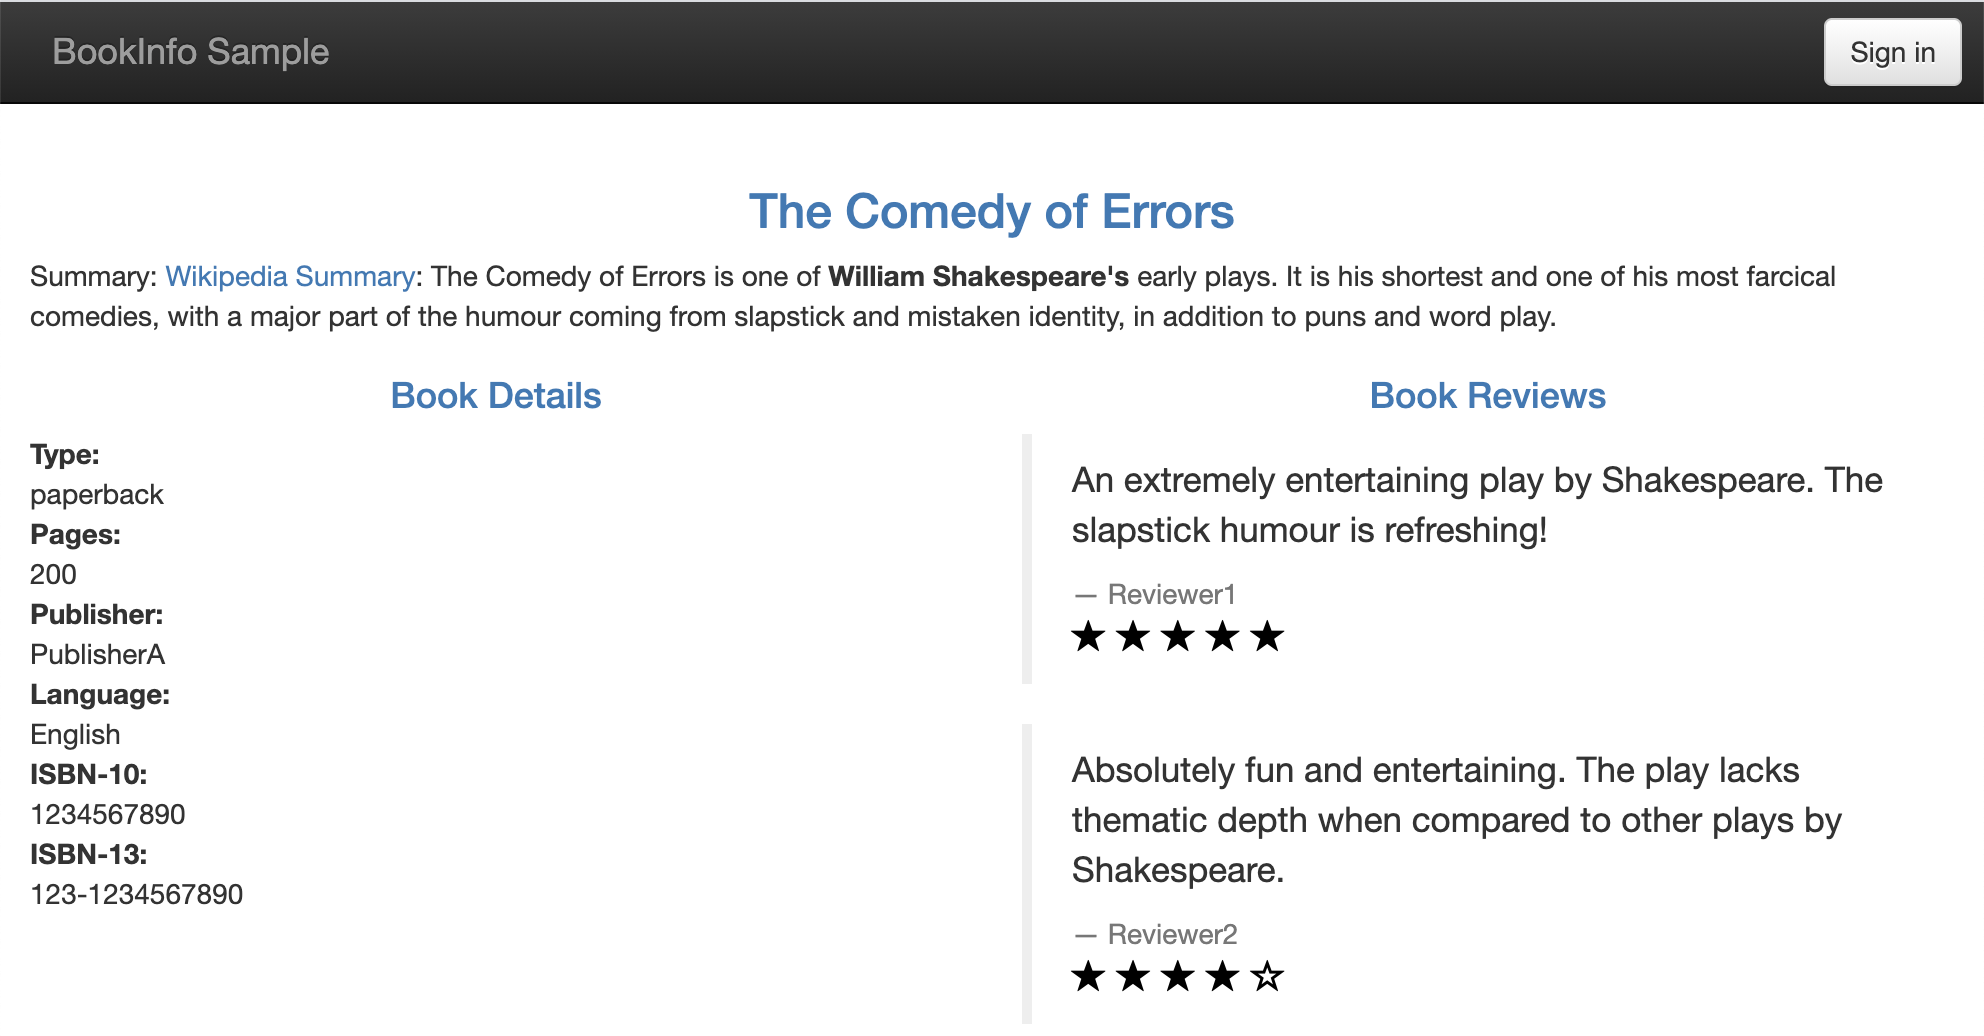 BookInfo Sample
Sign in
The Comedy of Errors
Summary: Wikipedia Summary: The Comedy of Errors is one of William Shakespeare's early plays. It is his shortest and one of his most farcical
comedies, with a major part of the humour coming from slapstick and mistaken identity, in addition to puns and word play.
Book Details
Type:
paperback
Pages:
200
Publisher:
PublisherA
Language:
English
ISBN-10:
1234567890
ISBN-13:
123-1234567890
Book Reviews
An extremely entertaining play by Shakespeare. The
slapstick humour is refreshing!
— Reviewer1
★★★★★
Absolutely fun and entertaining. The play lacks
thematic depth when compared to other plays by
Shakespeare.
— Reviewer2
★★★★☆